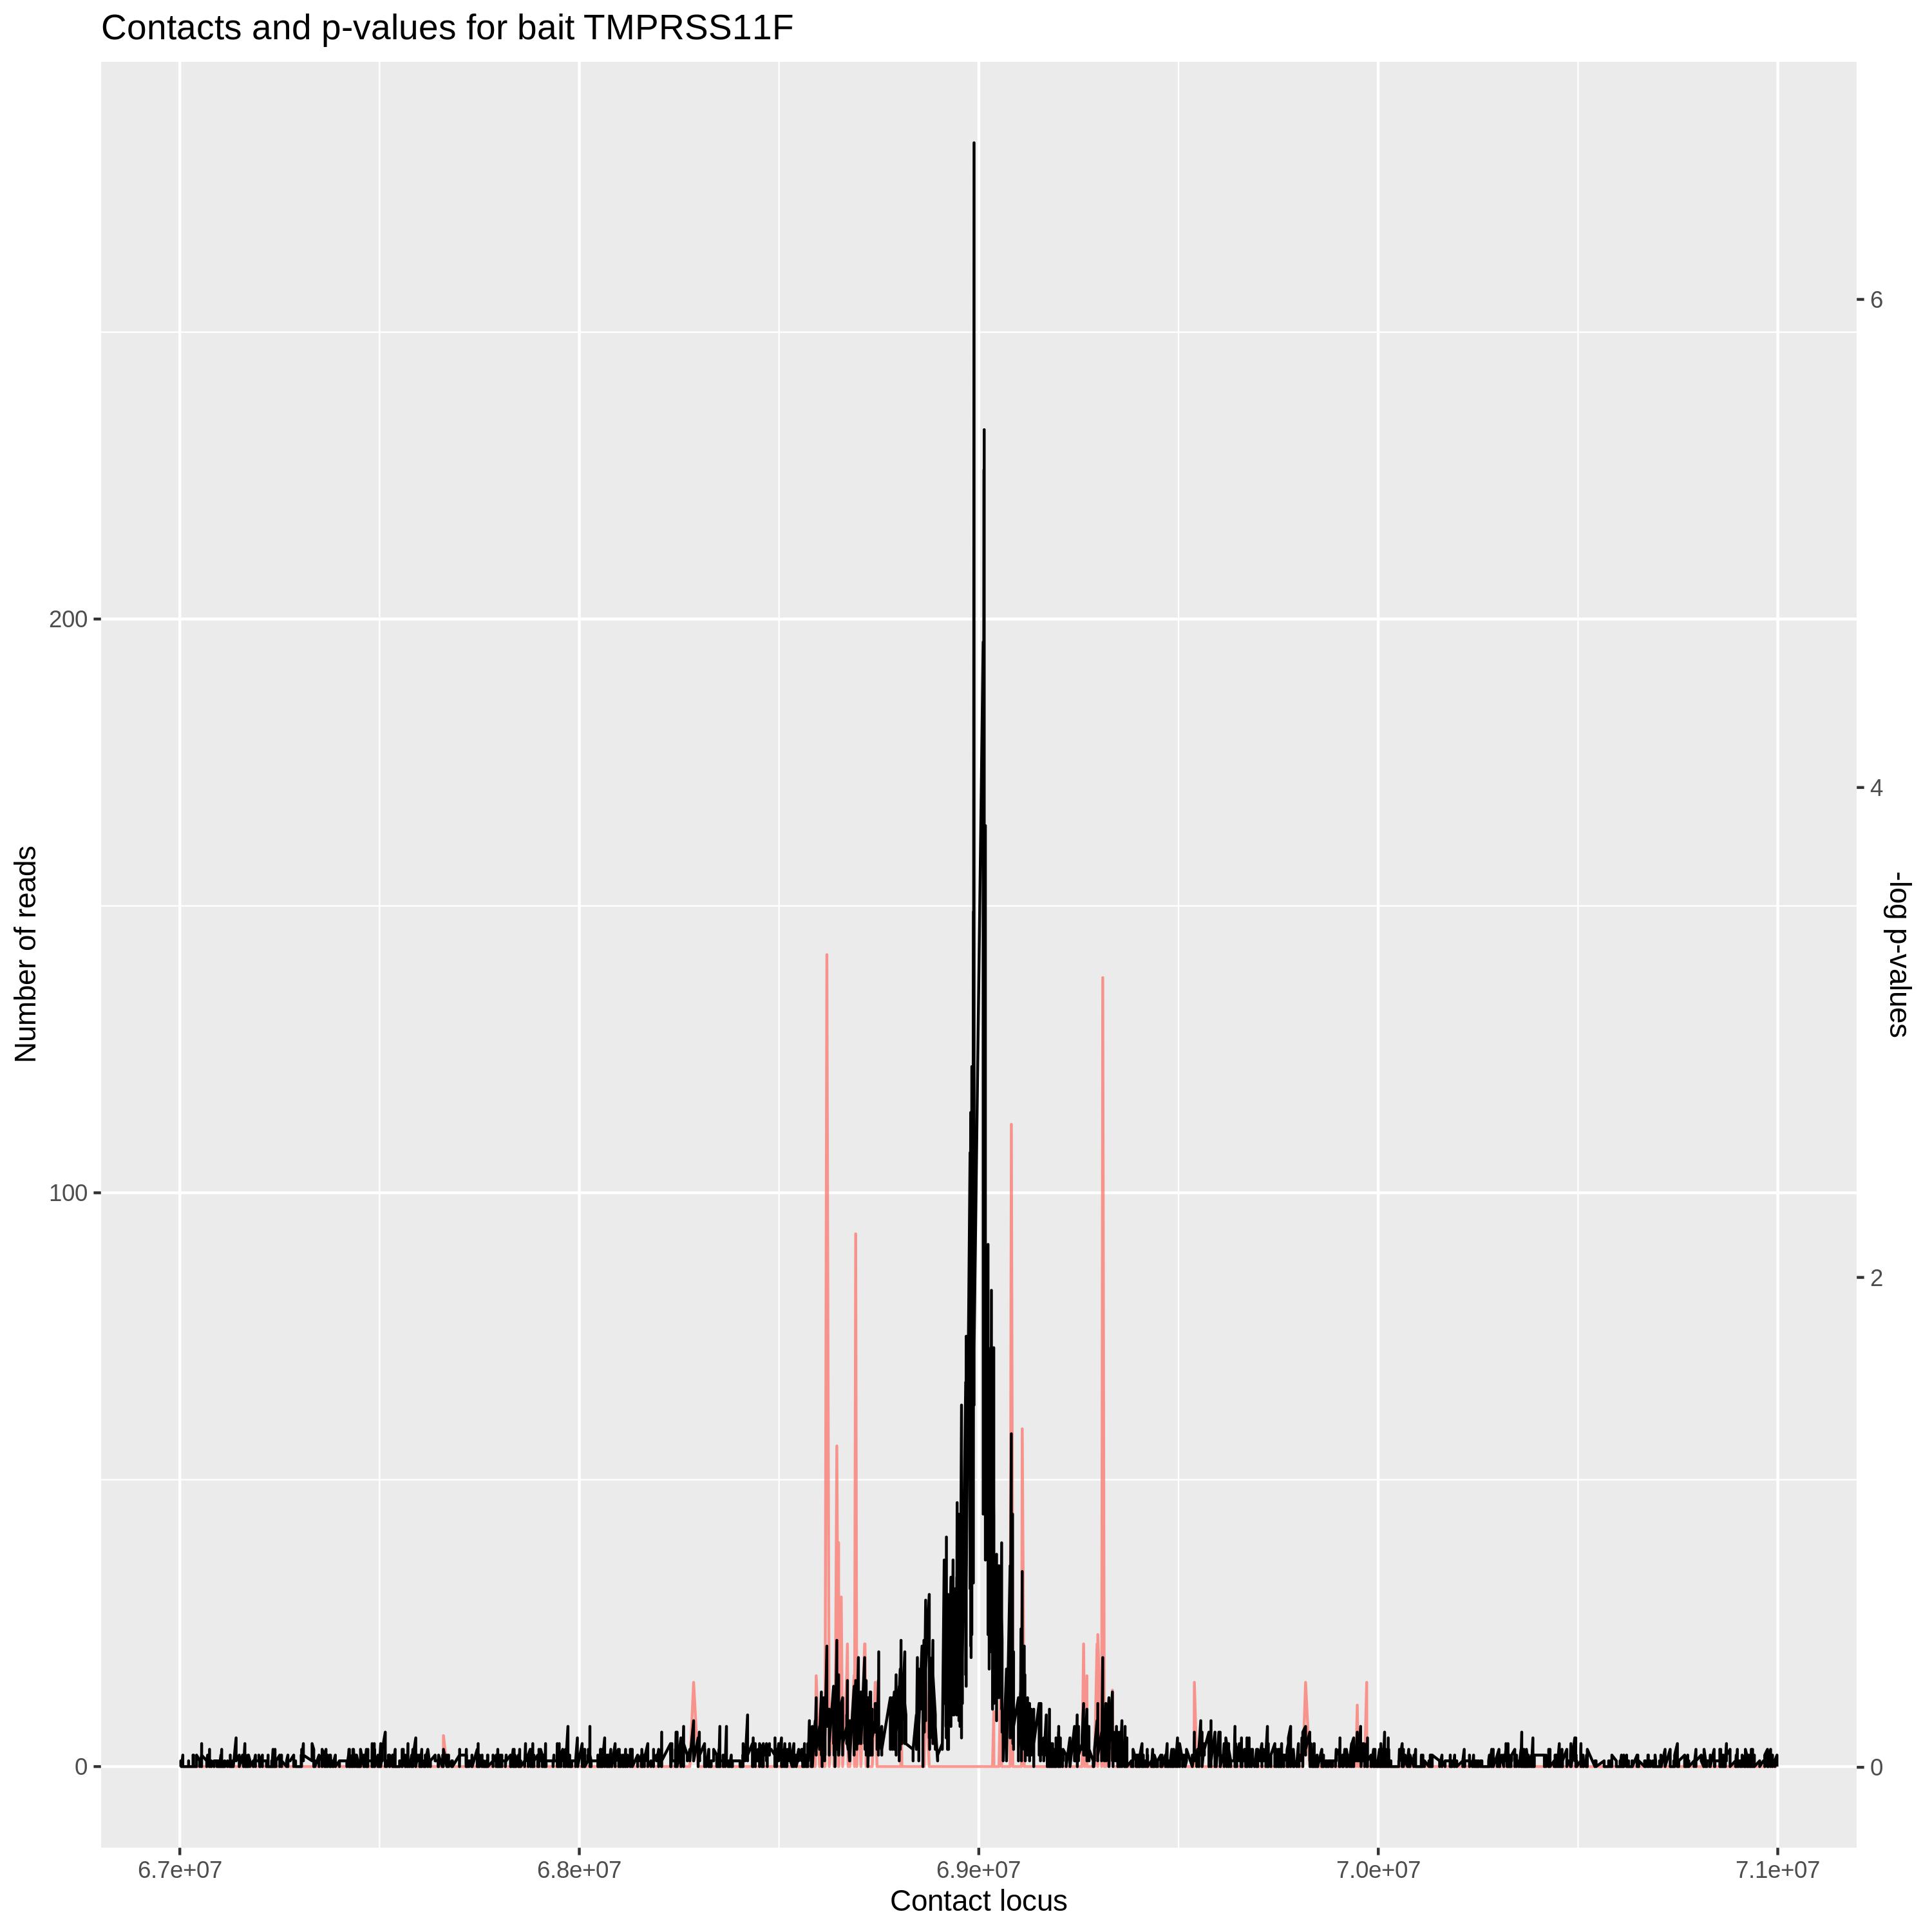 Contacts and p-values for bait TMPRSS11F
Number of reads
200
100
0
6
4
2
0
-log p-values
6.7e+07
6.8e+07
6.9e+07
7.0e+07
7.1e+07
Contact locus